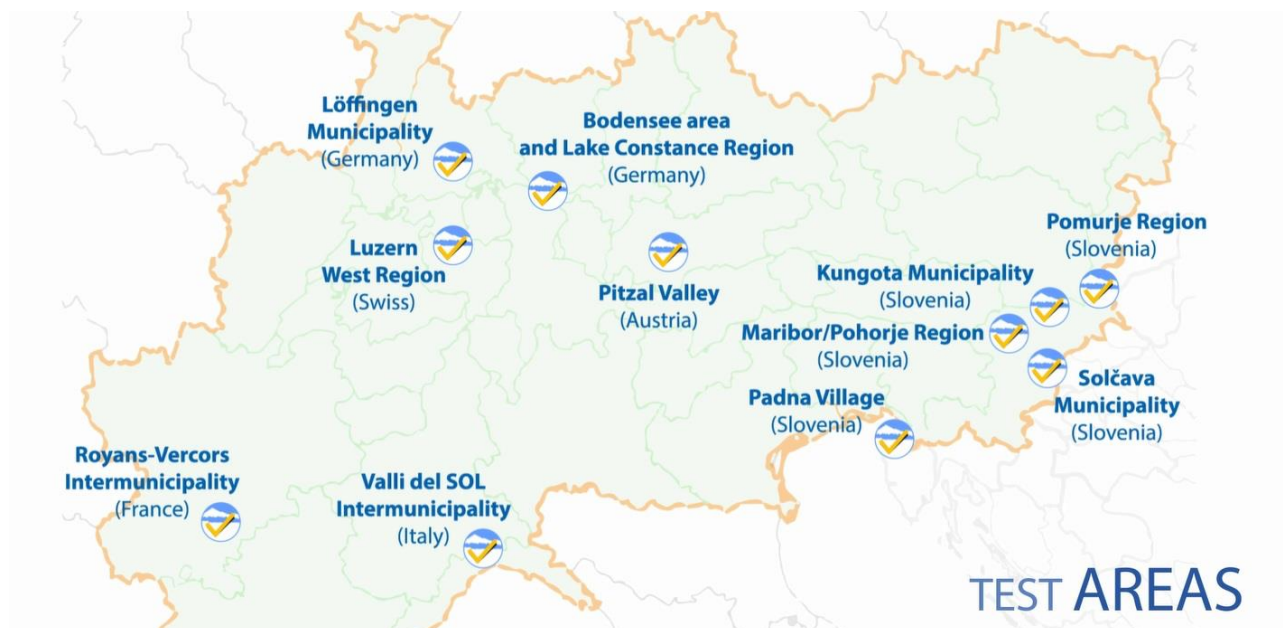 Löffingen
Municipality
(Germany)
Bodensee area
and Lake Constance Region
(Germany)
Luzern
West Region
(Swiss)
Pitzal Valley
(Austria)
Pomurje Region
(Slovenia)
Kungota Municipality
(Slovenia)
Maribor/Pohorje Region
(Slovenia)
Solčava
Municipality
(Slovenia)
Padna Village
(Slovenia)
Royans-Vercors
Intermunicipality
(France)
Valli del SOL
Intermunicipality
(Italy)
TEST AREAS